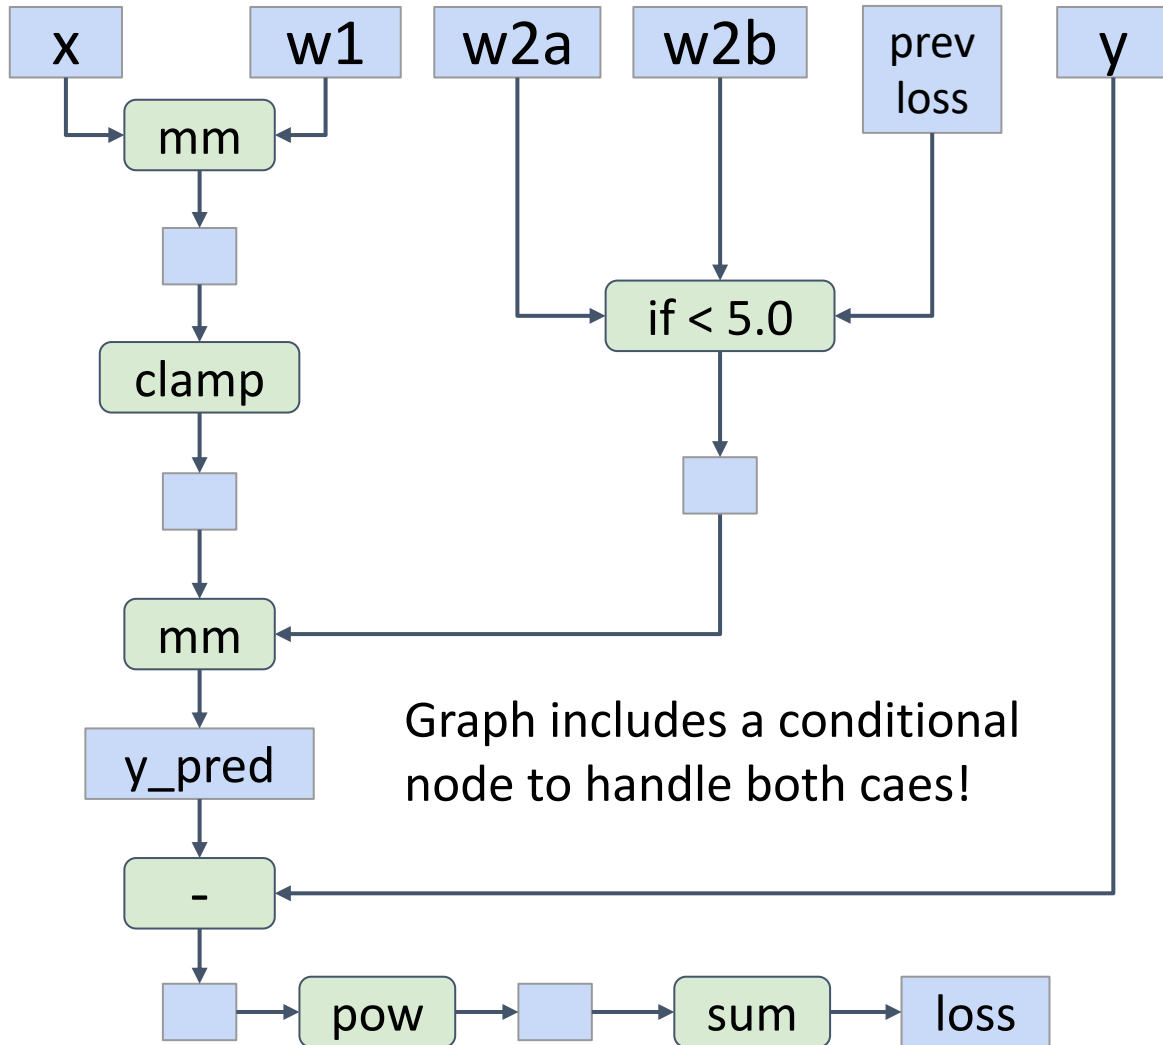 x
w1
w2a
w2b
prev
loss
y
mm
if < 5.0
clamp
mm
Graph includes a conditional
node to handle both caes!
y_pred
-
pow
sum
loss